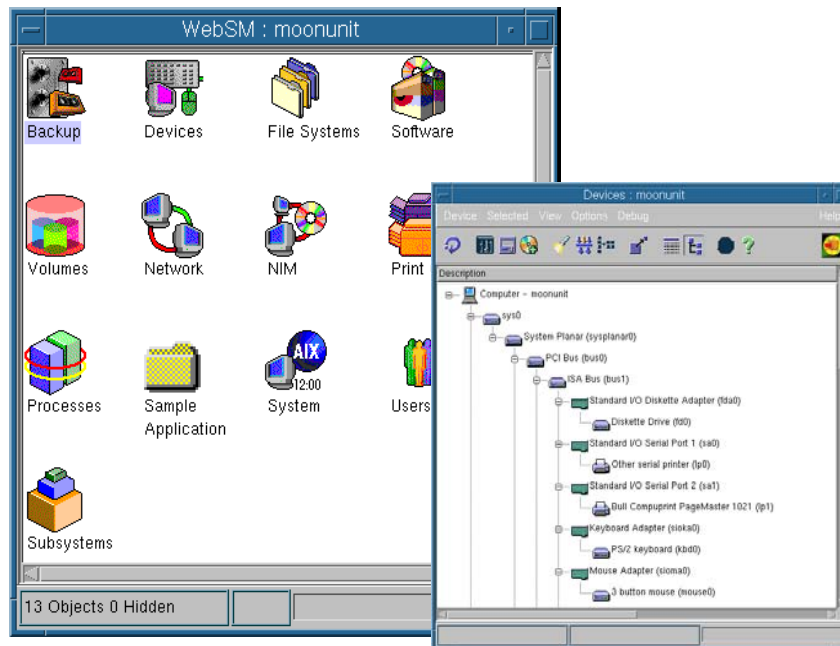 WebSM : moonunit
Backup
Devices
File Systems
Software
Volumes
Network
NIM
Print
Processes
Sample
Application
AIX
12:00
System
Users
Subsystems
13 Objects 0 Hidden
Devices : moonunit
Device Selected View Options Debug Help
Description
Computer - moonunit
sys0
System Planar (sysplanar0)
PCI Bus (bus0)
ISA Bus (bus1)
Standard I/O Diskette Adapter (fda0)
Diskette Drive (fd0)
Standard I/O Serial Port 1 (sa0)
Other serial printer (lp0)
Standard I/O Serial Port 2 (sa1)
Bull Compuprint PageMaster 1021 (lp1)
Keyboard Adapter (sioka0)
PS/2 keyboard (kbd0)
Mouse Adapter (sioma0)
3 button mouse (mouse0)